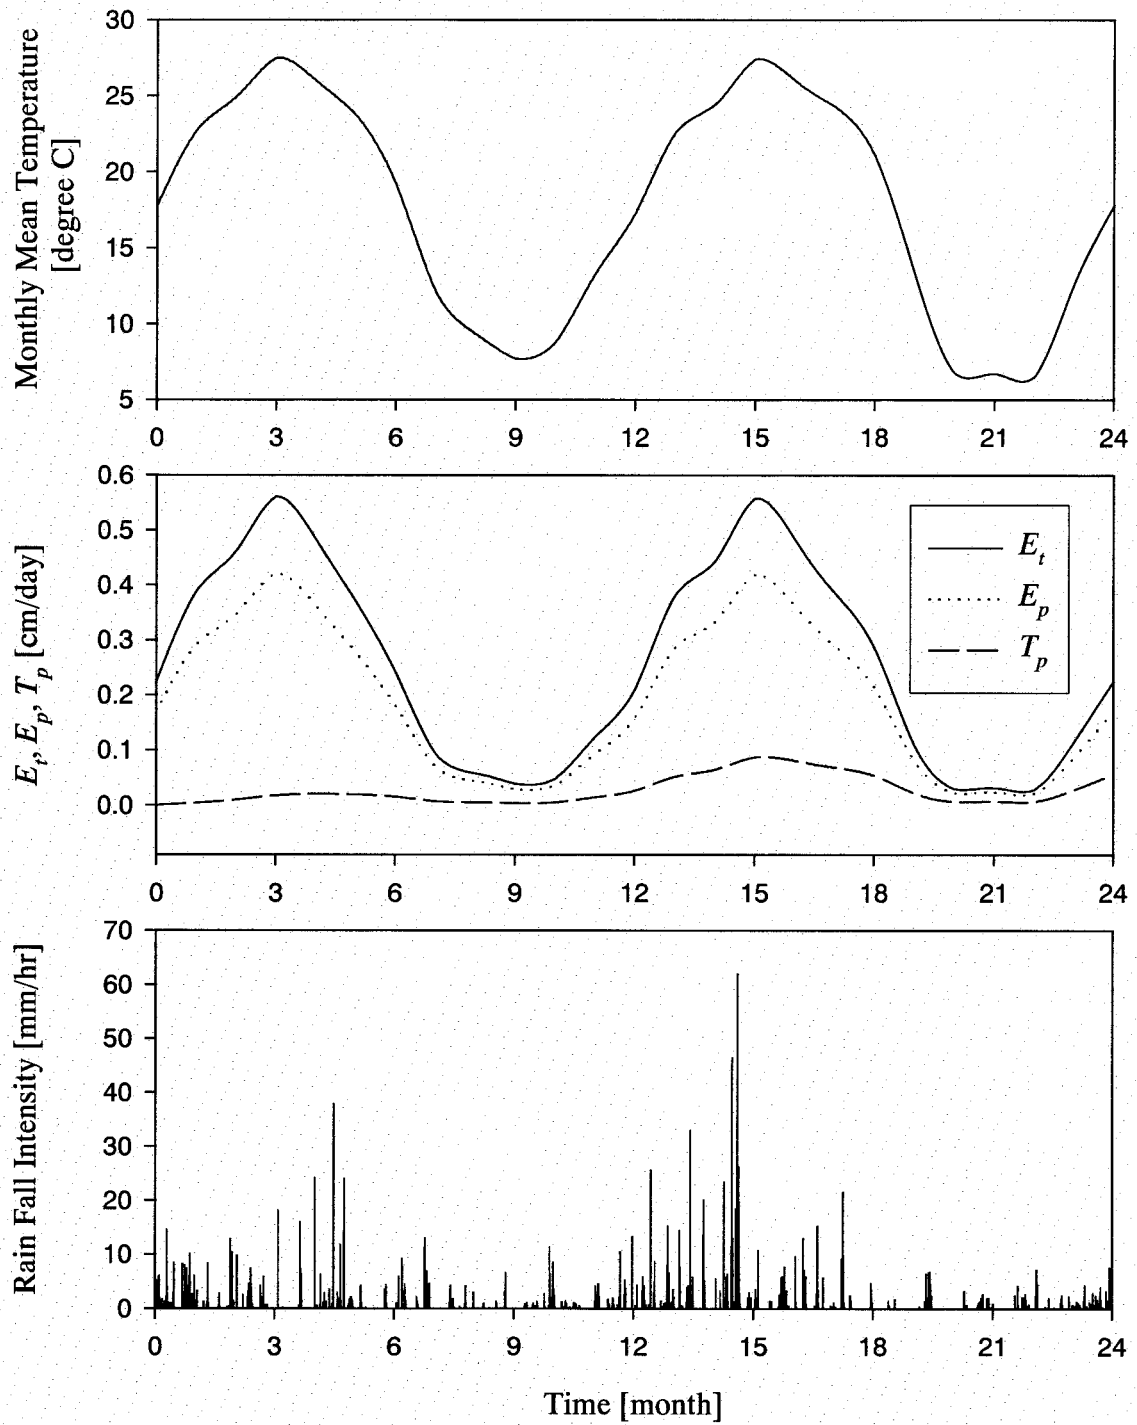 Monthly Mean Temperature
[degree C]
30
25
20
15
10
5
0 3 6 9 12 15 18 21 24
E_t, E_p, T_p [cm/day]
0.6
0.5
0.4
0.3
0.2
0.1
0.0
E_t
E_p
T_p
0 3 6 9 12 15 18 21 24
Rain Fall Intensity [mm/hr]
70
60
50
40
30
20
10
0
0 3 6 9 12 15 18 21 24
Time [month]